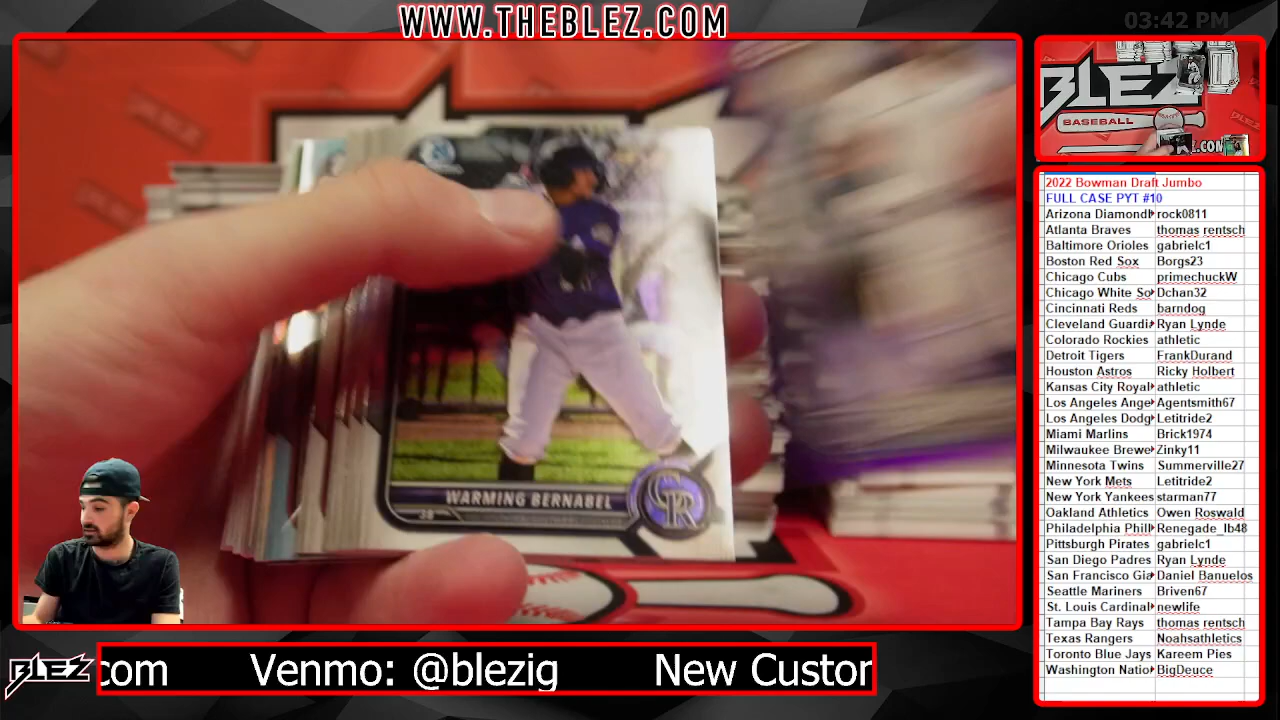 WWW.THEBLEZ.COM
03:42 PM
BLEZ
BASEBALL
Z.COM
WARMING BERNABEL
3B
CR
2022 Bowman Draft Jumbo
FULL CASE PYT #10
Arizona Diamondb rock0811
Atlanta Braves thomas rentsch
Baltimore Orioles gabrielc1
Boston Red Sox Borgs23
Chicago Cubs primechuckW
Chicago White So Dchan32
Cincinnati Reds barndog
Cleveland Guardi Ryan Lynde
Colorado Rockies athletic
Detroit Tigers FrankDurand
Houston Astros Ricky Holbert
Kansas City Royal athletic
Los Angeles Ange Agentsmith67
Los Angeles Dodg Letitride2
Miami Marlins Brick1974
Milwaukee Brewe Zinky11
Minnesota Twins Summerville27
New York Mets Letitride2
New York Yankees starman77
Oakland Athletics Owen Roswald
Philadelphia Phill Renegade_lb48
Pittsburgh Pirates gabrielc1
San Diego Padres Ryan Lynde
San Francisco Gia Daniel Banuelos
Seattle Mariners Briven67
St. Louis Cardinal newlife
Tampa Bay Rays thomas rentsch
Texas Rangers Noahsathletics
Toronto Blue Jays Kareem Pies
Washington Natio BigDeuce
BLEZ
com Venmo: @blezig New Custor